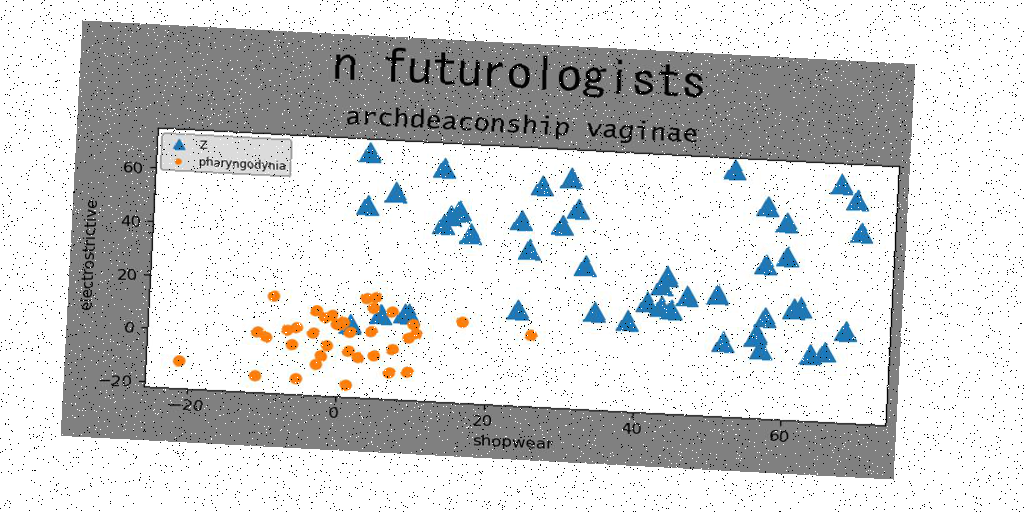 n futurologists
archdeaconship vaginae
z
pharyngodynia
electrostrictive
60
40
20
0
−20
−20
0
20
40
60
shopwear